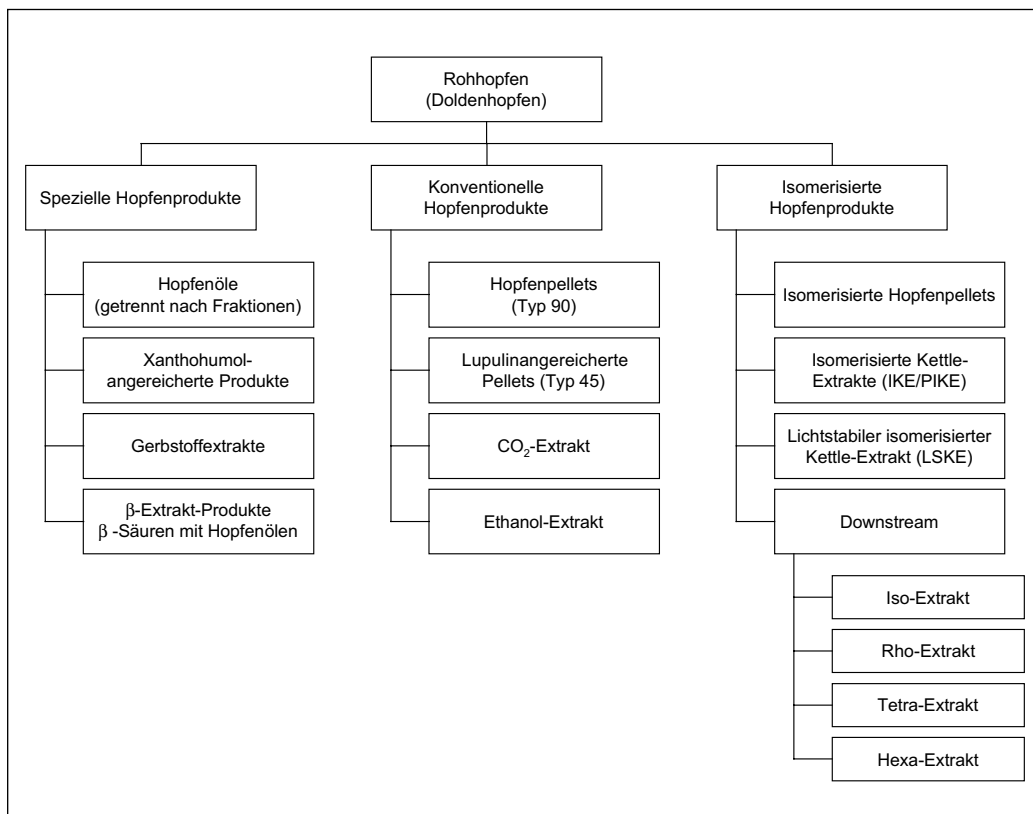 Rohhopfen
(Doldenhopfen)
Spezielle Hopfenprodukte
Konventionelle
Hopfenprodukte
Isomerisierte
Hopfenprodukte
Hopfenöle
(getrennt nach Fraktionen)
Xanthohumol-
angereicherte Produkte
Gerbstoffextrakte
β-Extrakt-Produkte
β -Säuren mit Hopfenölen
Hopfenpellets
(Typ 90)
Lupulinangereicherte
Pellets (Typ 45)
CO₂-Extrakt
Ethanol-Extrakt
Isomerisierte Hopfenpellets
Isomerisierte Kettle-
Extrakte (IKE/PIKE)
Lichtstabiler isomerisierter
Kettle-Extrakt (LSKE)
Downstream
Iso-Extrakt
Rho-Extrakt
Tetra-Extrakt
Hexa-Extrakt